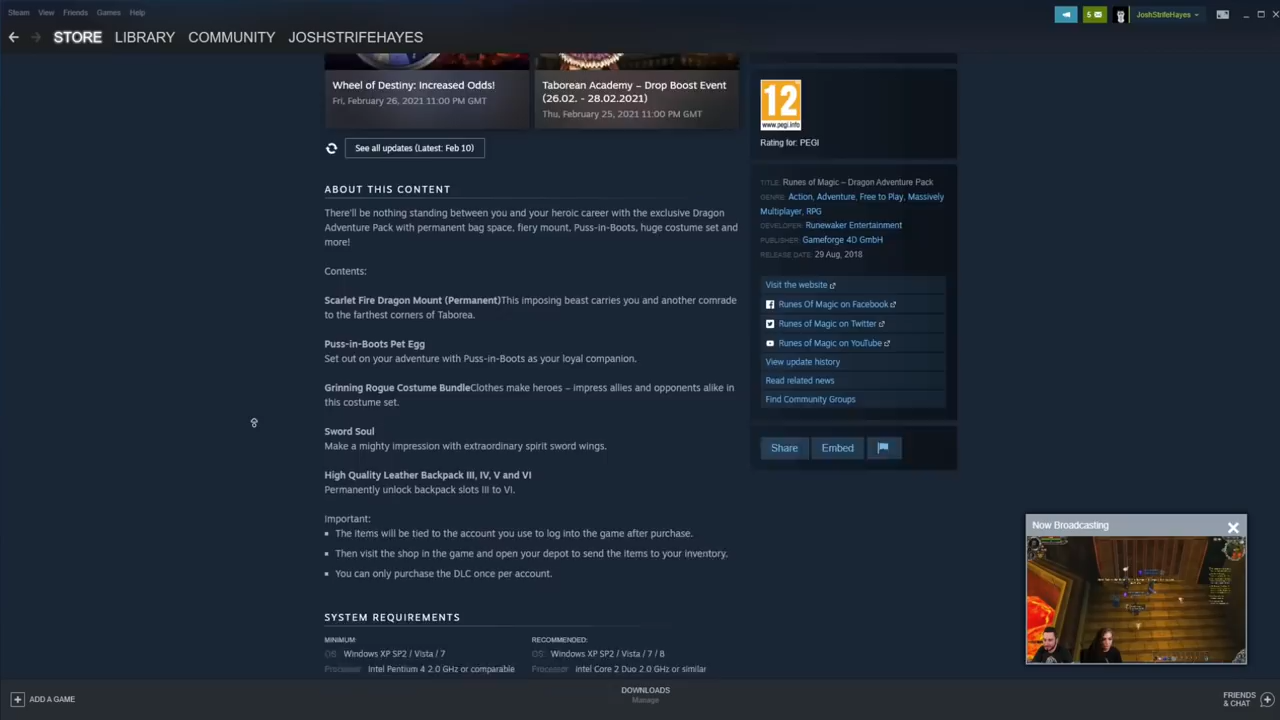 Steam View Friends Games Help
5
JoshStrifeHayes
STORE LIBRARY COMMUNITY JOSHSTRIFEHAYES
Wheel of Destiny: Increased Odds!
Fri, February 26, 2021 11:00 PM GMT
Taborean Academy – Drop Boost Event
(26.02. - 28.02.2021)
Thu, February 25, 2021 11:00 PM GMT
See all updates (Latest: Feb 10)
ABOUT THIS CONTENT
There'll be nothing standing between you and your heroic career with the exclusive Dragon
Adventure Pack with permanent bag space, fiery mount, Puss-in-Boots, huge costume set and
more!
Contents:
Scarlet Fire Dragon Mount (Permanent)This imposing beast carries you and another comrade
to the farthest corners of Taborea.
Puss-in-Boots Pet Egg
Set out on your adventure with Puss-in-Boots as your loyal companion.
Grinning Rogue Costume BundleClothes make heroes – impress allies and opponents alike in
this costume set.
Sword Soul
Make a mighty impression with extraordinary spirit sword wings.
High Quality Leather Backpack III, IV, V and VI
Permanently unlock backpack slots III to VI.
Important:
The items will be tied to the account you use to log into the game after purchase.
Then visit the shop in the game and open your depot to send the items to your inventory.
You can only purchase the DLC once per account.
SYSTEM REQUIREMENTS
MINIMUM:
OS: Windows XP SP2 / Vista / 7
Processor: Intel Pentium 4 2.0 GHz or comparable
RECOMMENDED:
OS: Windows XP SP2 / Vista / 7 / 8
Processor: intel Core 2 Duo 2.0 GHz or similar
12
www.pegi.info
Rating for: PEGI
TITLE: Runes of Magic – Dragon Adventure Pack
GENRE: Action, Adventure, Free to Play, Massively
Multiplayer, RPG
DEVELOPER: Runewaker Entertainment
PUBLISHER: Gameforge 4D GmbH
RELEASE DATE: 29 Aug, 2018
Visit the website
Runes Of Magic on Facebook
Runes of Magic on Twitter
Runes of Magic on YouTube
View update history
Read related news
Find Community Groups
Share Embed
Now Broadcasting
ADD A GAME
DOWNLOADS
Manage
FRIENDS
& CHAT